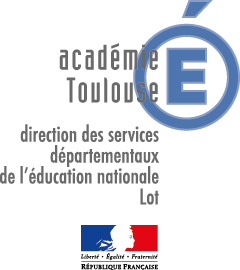 académie
Toulouse
É
direction des services
départementaux
de l'éducation nationale
Lot
Liberté • Égalité • Fraternité
RÉPUBLIQUE FRANÇAISE